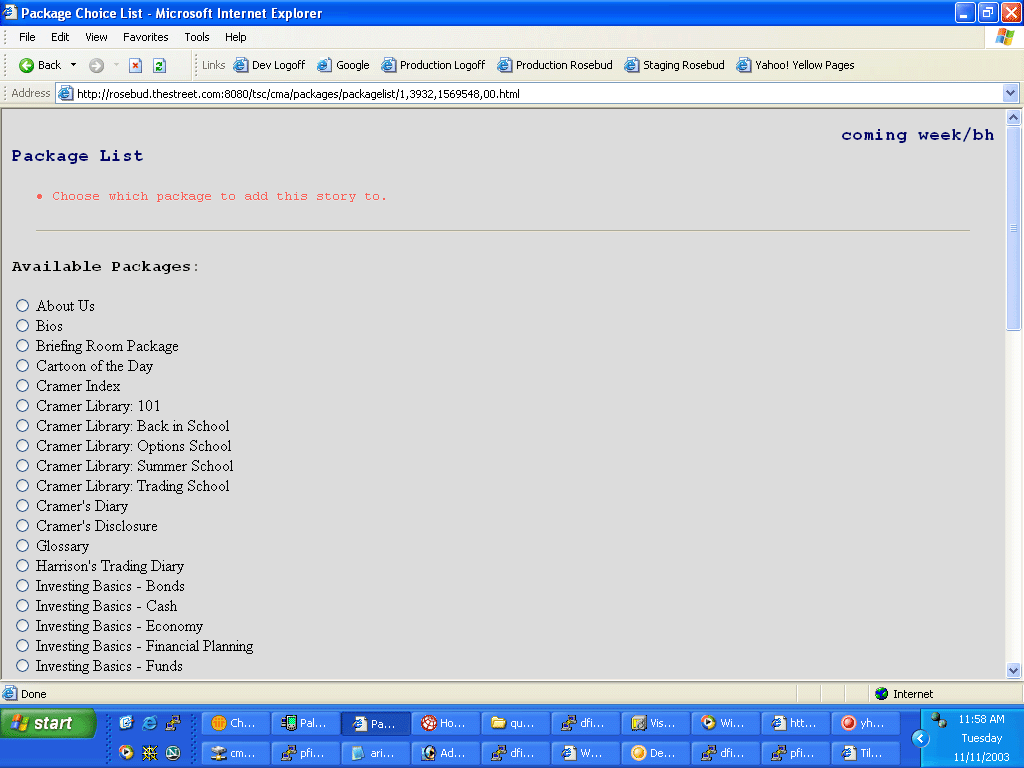 Package Choice List - Microsoft Internet Explorer
File Edit View Favorites Tools Help
Back Links Dev Logoff Google Production Logoff Production Rosebud Staging Rosebud Yahoo! Yellow Pages
Address http://rosebud.thestreet.com:8080/tsc/cma/packages/packagelist/1,3932,1569548,00.html
coming week/bh
Package List
• Choose which package to add this story to.
Available Packages:
About Us
Bios
Briefing Room Package
Cartoon of the Day
Cramer Index
Cramer Library: 101
Cramer Library: Back in School
Cramer Library: Options School
Cramer Library: Summer School
Cramer Library: Trading School
Cramer's Diary
Cramer's Disclosure
Glossary
Harrison's Trading Diary
Investing Basics - Bonds
Investing Basics - Cash
Investing Basics - Economy
Investing Basics - Financial Planning
Investing Basics - Funds
Done Internet
start Ch... Pal... Pa... Ho... qu... dfi... Vis... Wi... htt... yh... 11:58 AM
Tuesday
cm... pfi... ari... Ad... dfi... W... De... dfi... pfi... Til... 11/11/2003